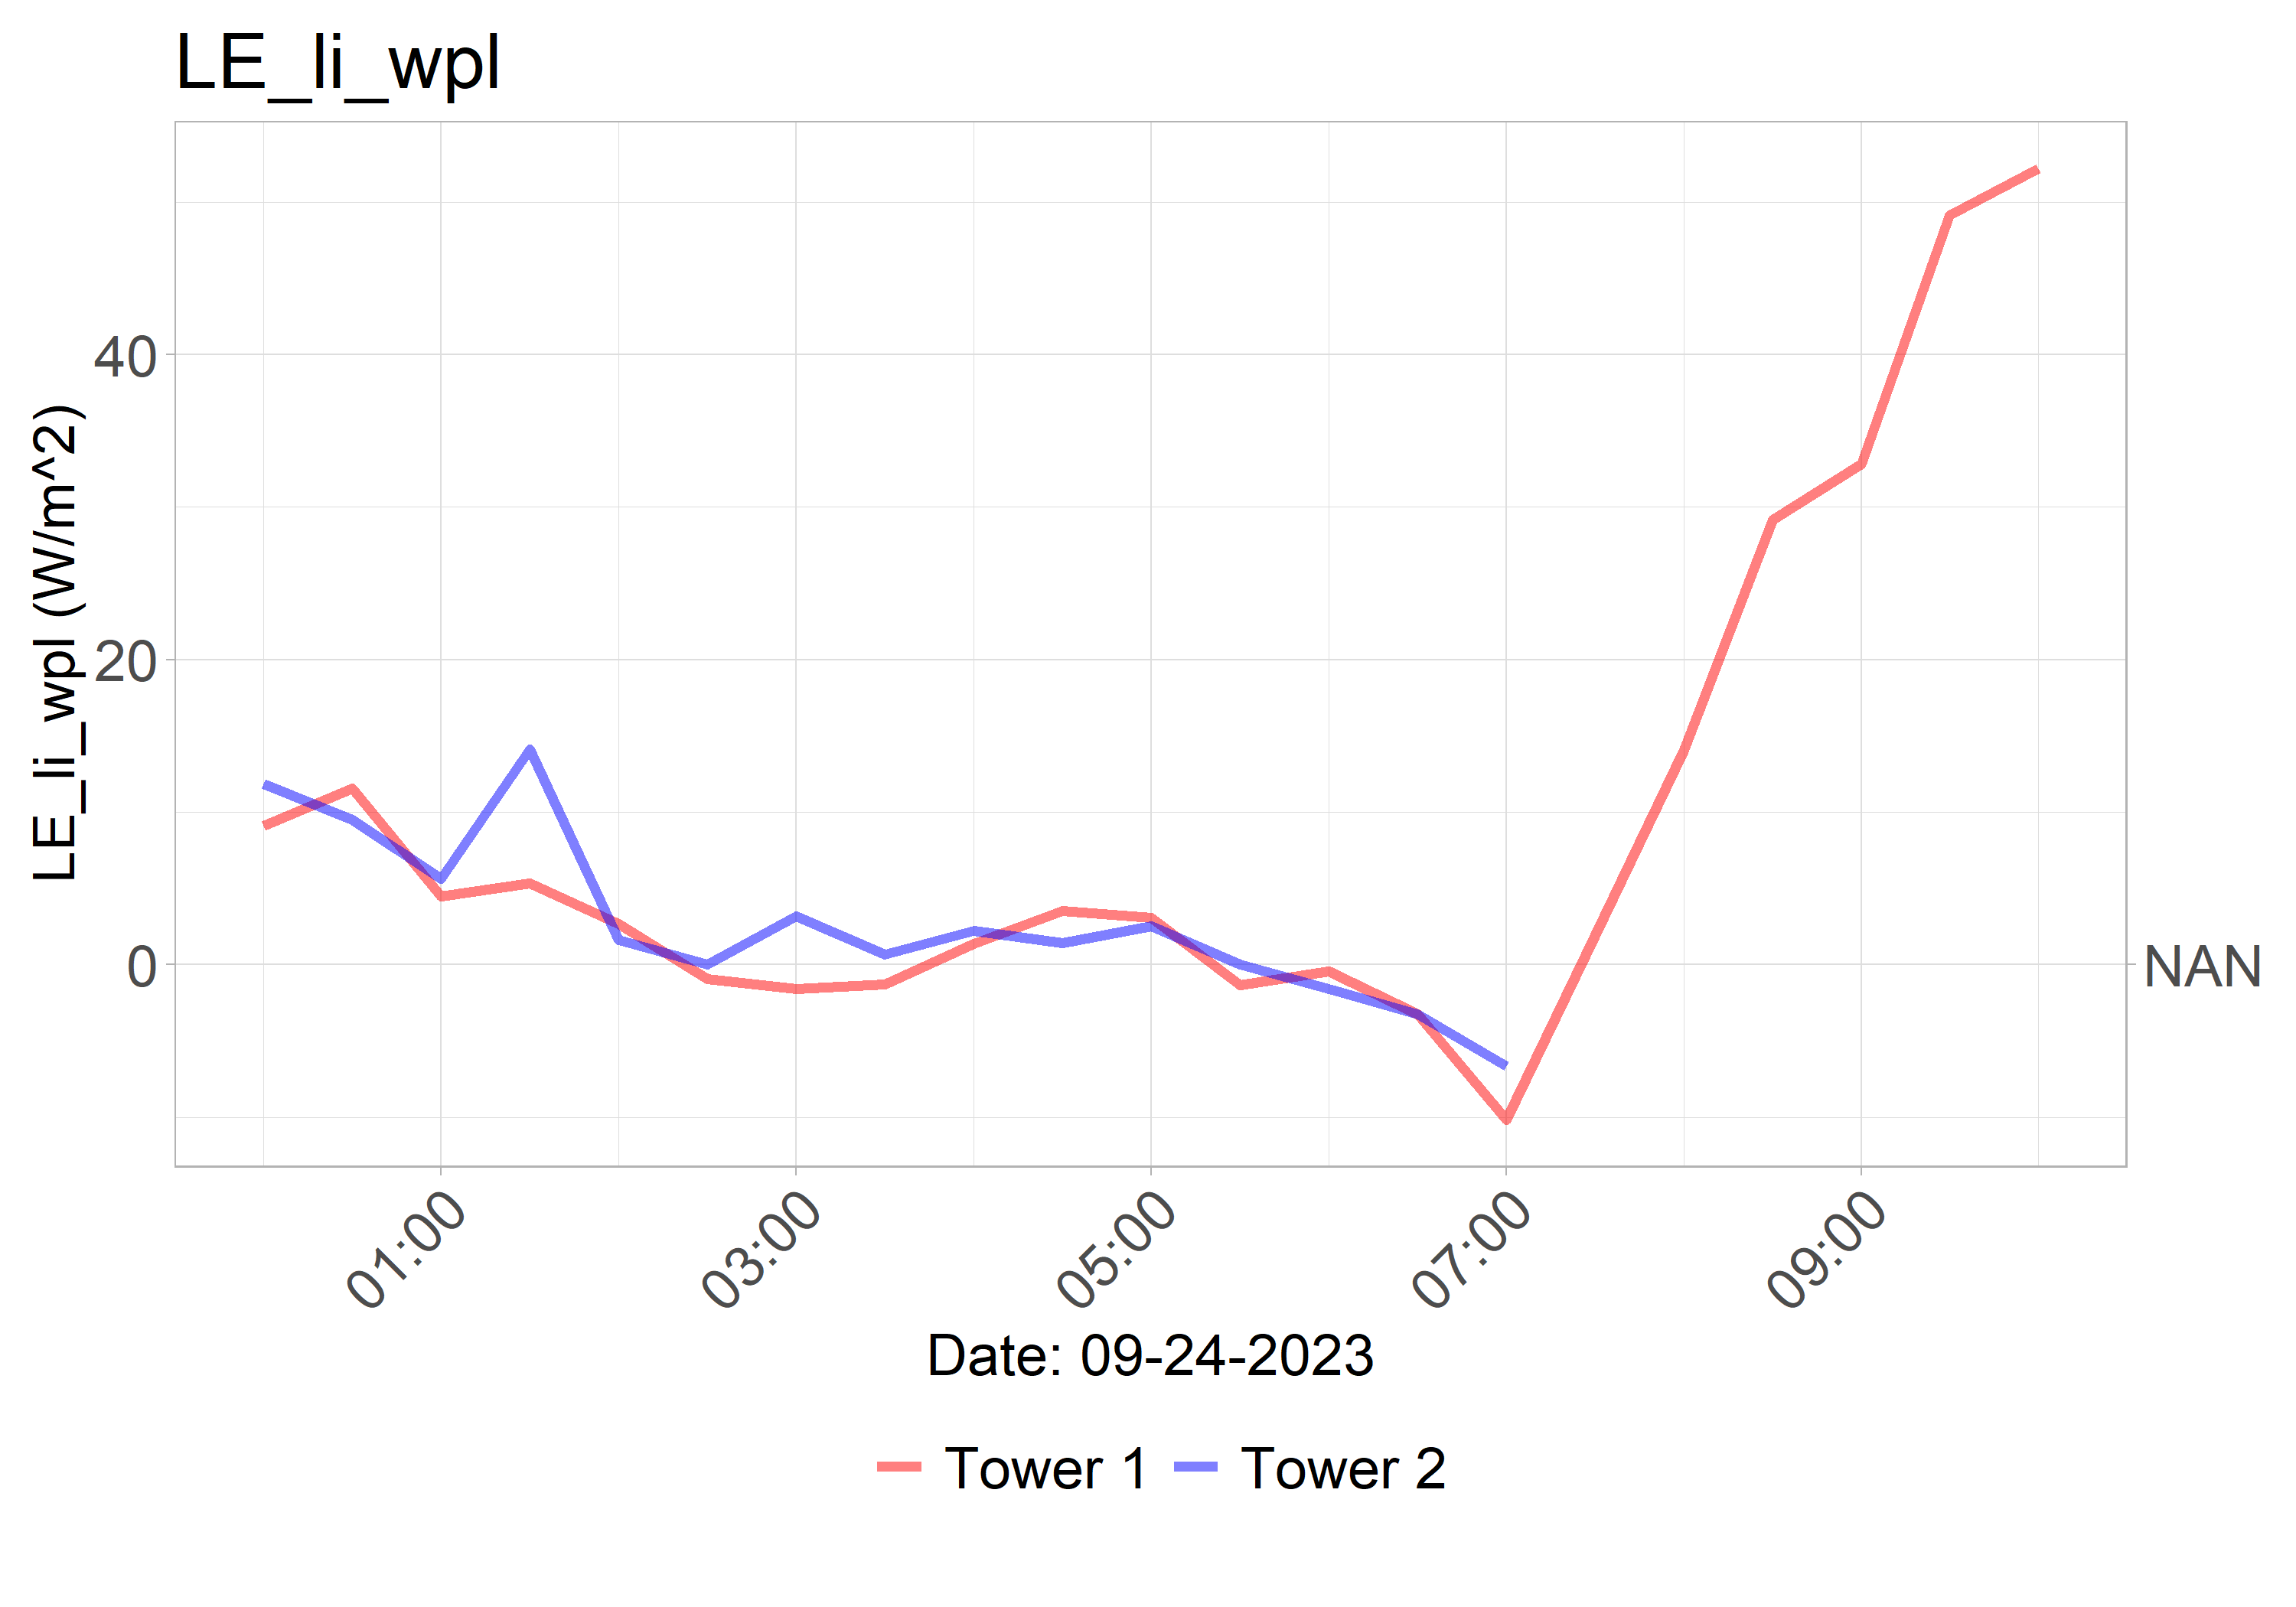 LE_li_wpl
LE_li_wpl (W/m^2)
40
20
0
NAN
01:00
03:00
05:00
07:00
09:00
Date: 09-24-2023
Tower 1
Tower 2